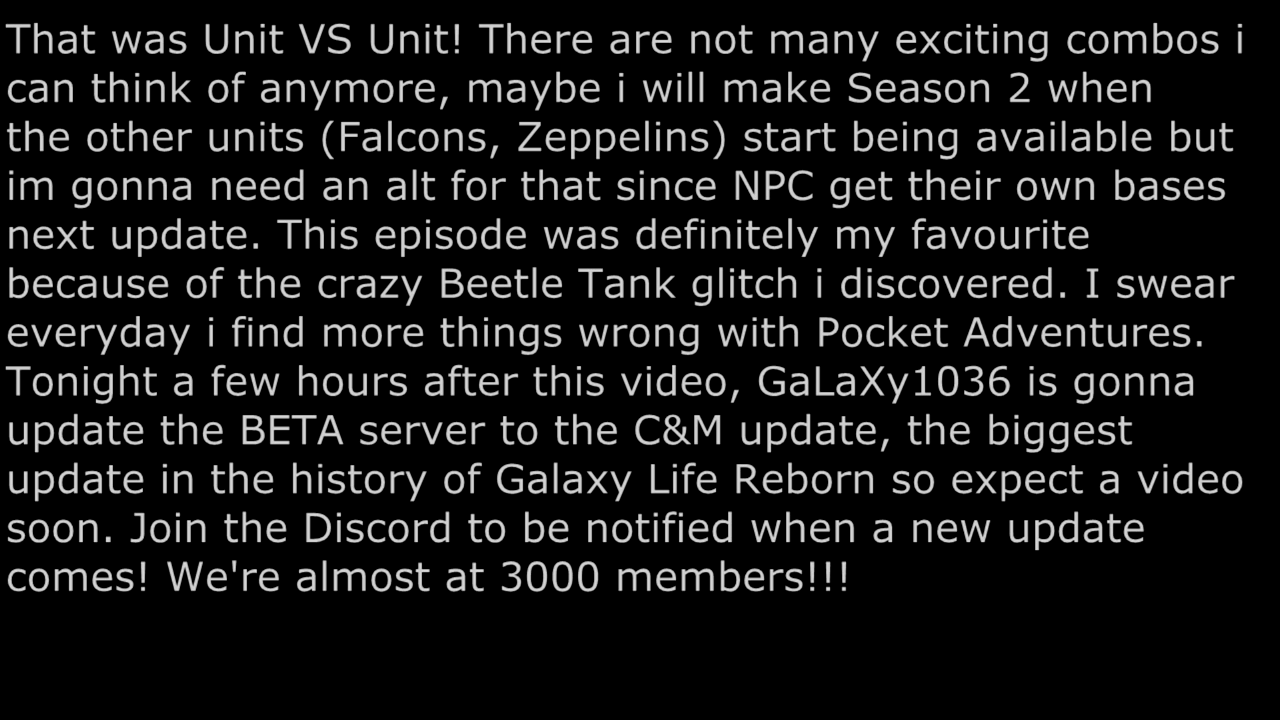 That was Unit VS Unit! There are not many exciting combos i
can think of anymore, maybe i will make Season 2 when
the other units (Falcons, Zeppelins) start being available but
im gonna need an alt for that since NPC get their own bases
next update. This episode was definitely my favourite
because of the crazy Beetle Tank glitch i discovered. I swear
everyday i find more things wrong with Pocket Adventures.
Tonight a few hours after this video, GaLaXy1036 is gonna
update the BETA server to the C&M update, the biggest
update in the history of Galaxy Life Reborn so expect a video
soon. Join the Discord to be notified when a new update
comes! We're almost at 3000 members!!!